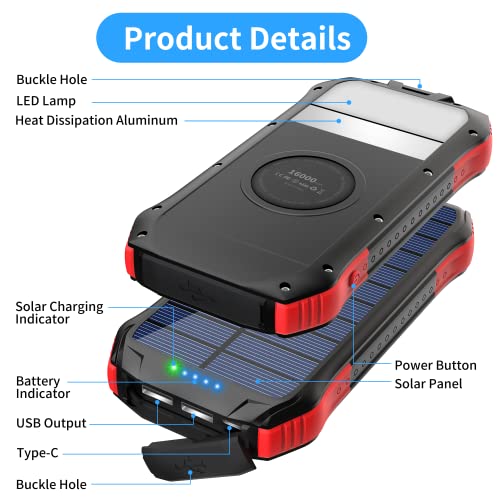 Product Details
Buckle Hole
LED Lamp
Heat Dissipation Aluminum
16000
Solar Charging
Indicator
Battery
Indicator
USB Output
Type-C
Buckle Hole
Power Button
Solar Panel